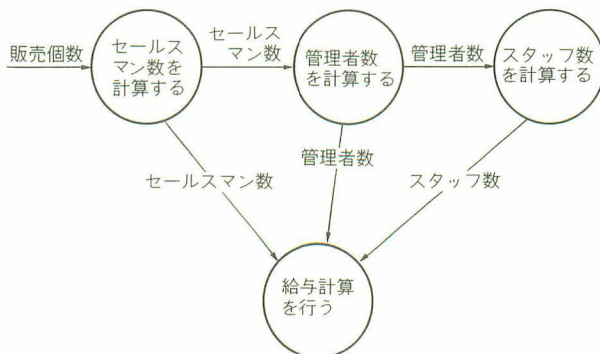 販売個数
セールス
マン数を
計算する
セールス
マン数
管理者数
を計算する
管理者数
スタッフ数
を計算する
セールスマン数
管理者数
スタッフ数
給与計算
を行う